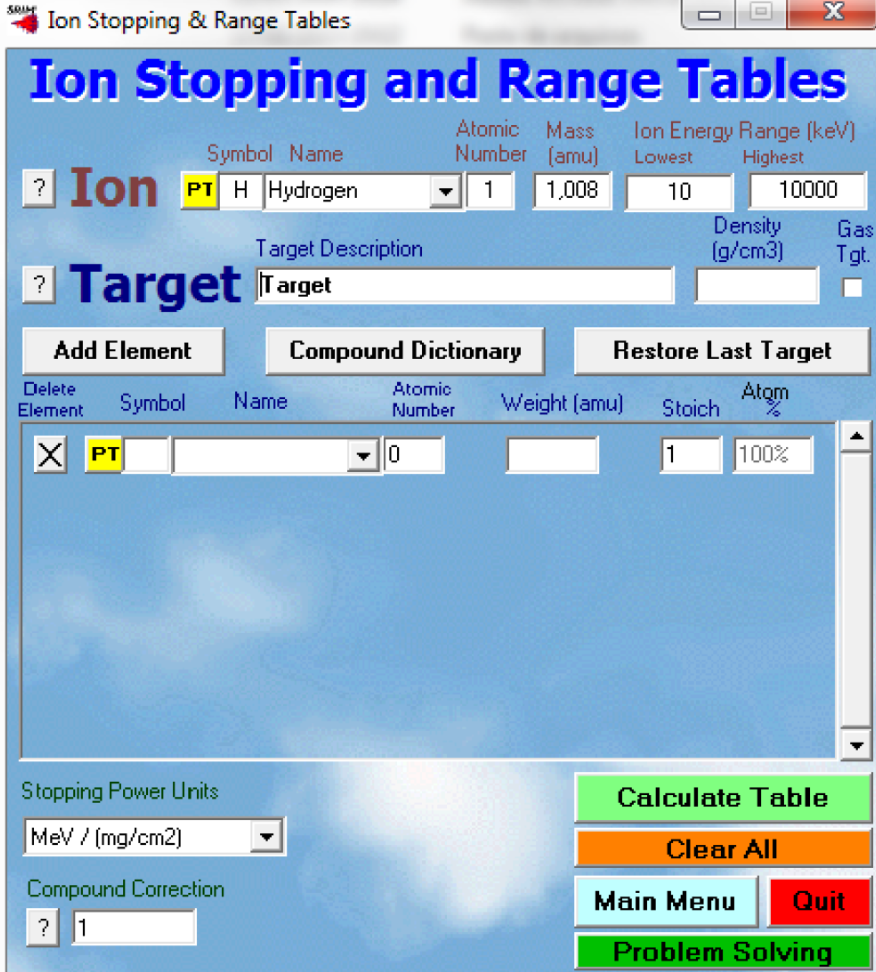 SRIM
Ion Stopping & Range Tables
X
Ion Stopping and Range Tables
Symbol Name Atomic Number Mass (amu) Ion Energy Range (keV) Lowest Highest
? Ion PT H Hydrogen 1 1,008 10 10000
Target Description Density (g/cm3) Gas Tgt.
? Target Target
Add Element Compound Dictionary Restore Last Target
Delete Element Symbol Name Atomic Number Weight (amu) Stoich Atom %
X PT 0 1 100%
Stopping Power Units
Calculate Table
MeV / (mg/cm2)
Clear All
Compound Correction
Main Menu Quit
? 1
Problem Solving